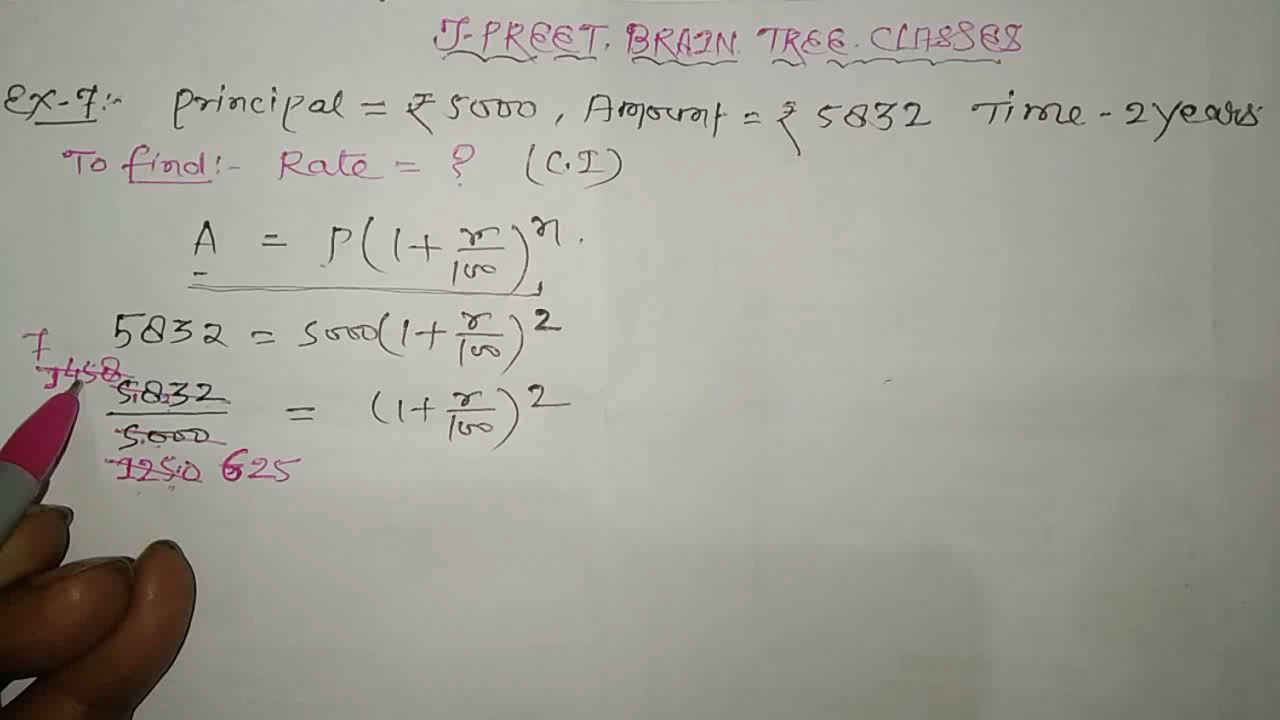 J-PREET. BRAIN TREE CLASSES
Ex-7:- Principal = ₹ 5000, Amount = ₹ 5832 Time - 2 years
To find:- Rate = ? (C.I)
A = P(1 + r/100)^n.
5832 = 5000(1 + r/100)^2
7
1458
5832/5000 = (1 + r/100)^2
1250 625